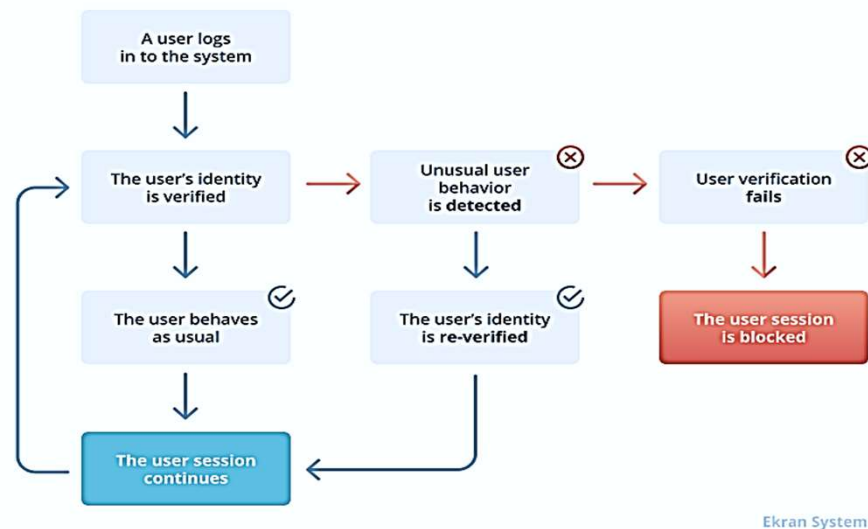 A user logs
in to the system
The user's identity
is verified
Unusual user
behavior
is detected
User verification
fails
The user behaves
as usual
The user's identity
is re-verified
The user session
is blocked
The user session
continues
Ekran System